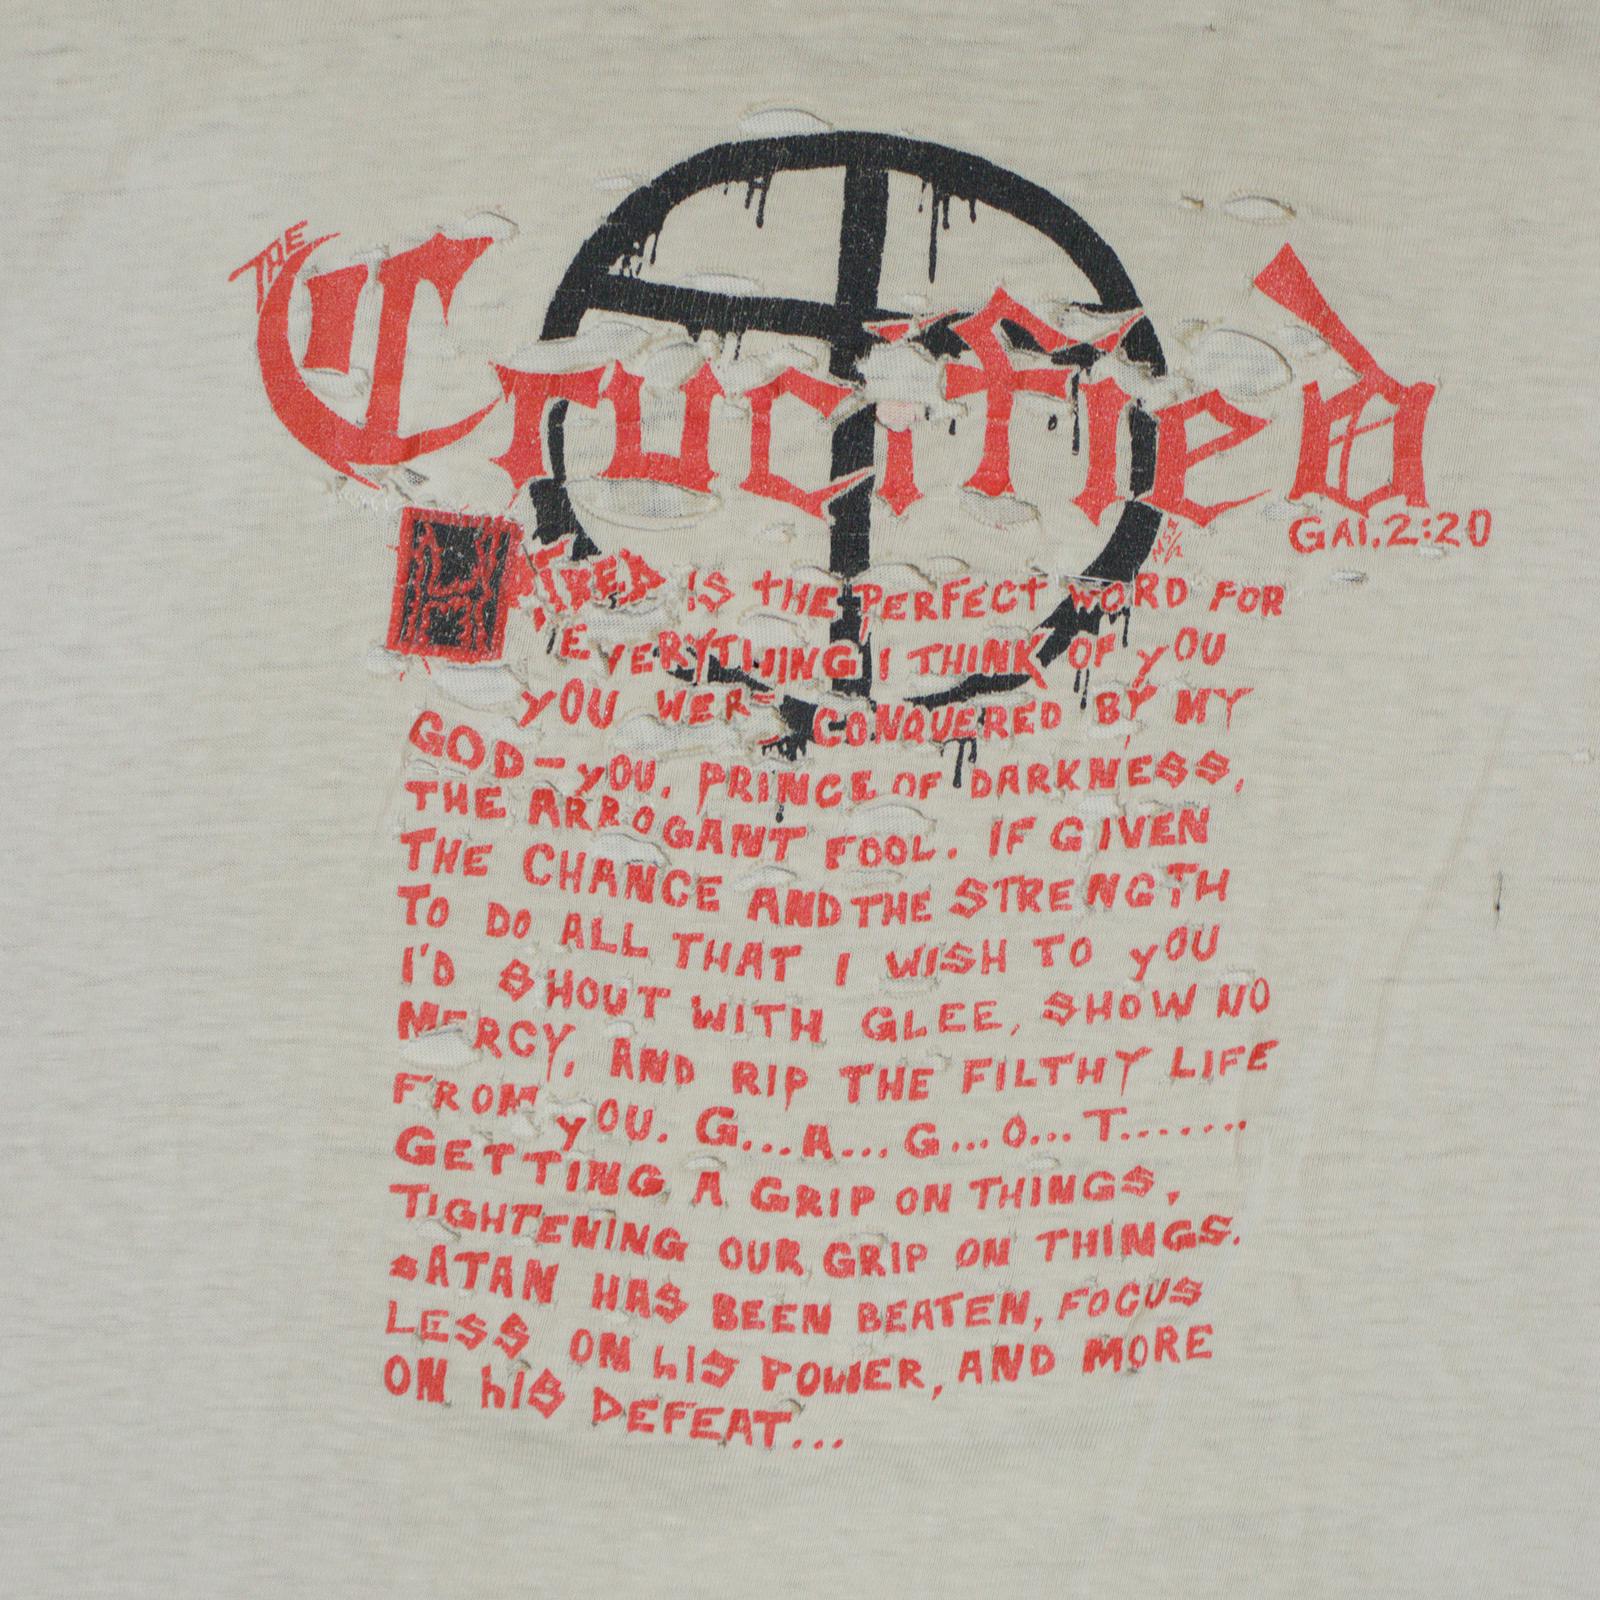 THE
Crucified
GAl.2:20
IS THE PERFECT WORD FOR
EVERYTHING I THINK OF yOU
yOU WERE CONQUERED BY MY
GOD-yOU, PRINCE OF DARKNESS,
THE ARROGANT FOOL. IF GIVEN
THE CHANCE AND THE STRENGTH
TO DO ALL THAT I WISH TO yOU
I'D SHOUT WITH GLEE, SHOW NO
MERCY, AND RIP THE FILTHY LIFE
FROM yOU. G...A...G...O...T.......
GETTING A GRIP ON THINGS,
TIGHTENING OUR GRIP ON THINGS.
sATAN HAS BEEN BEATEN, FOCUS
LESS ON hIS POWER, AND MORE
ON hIS DEFEAT...